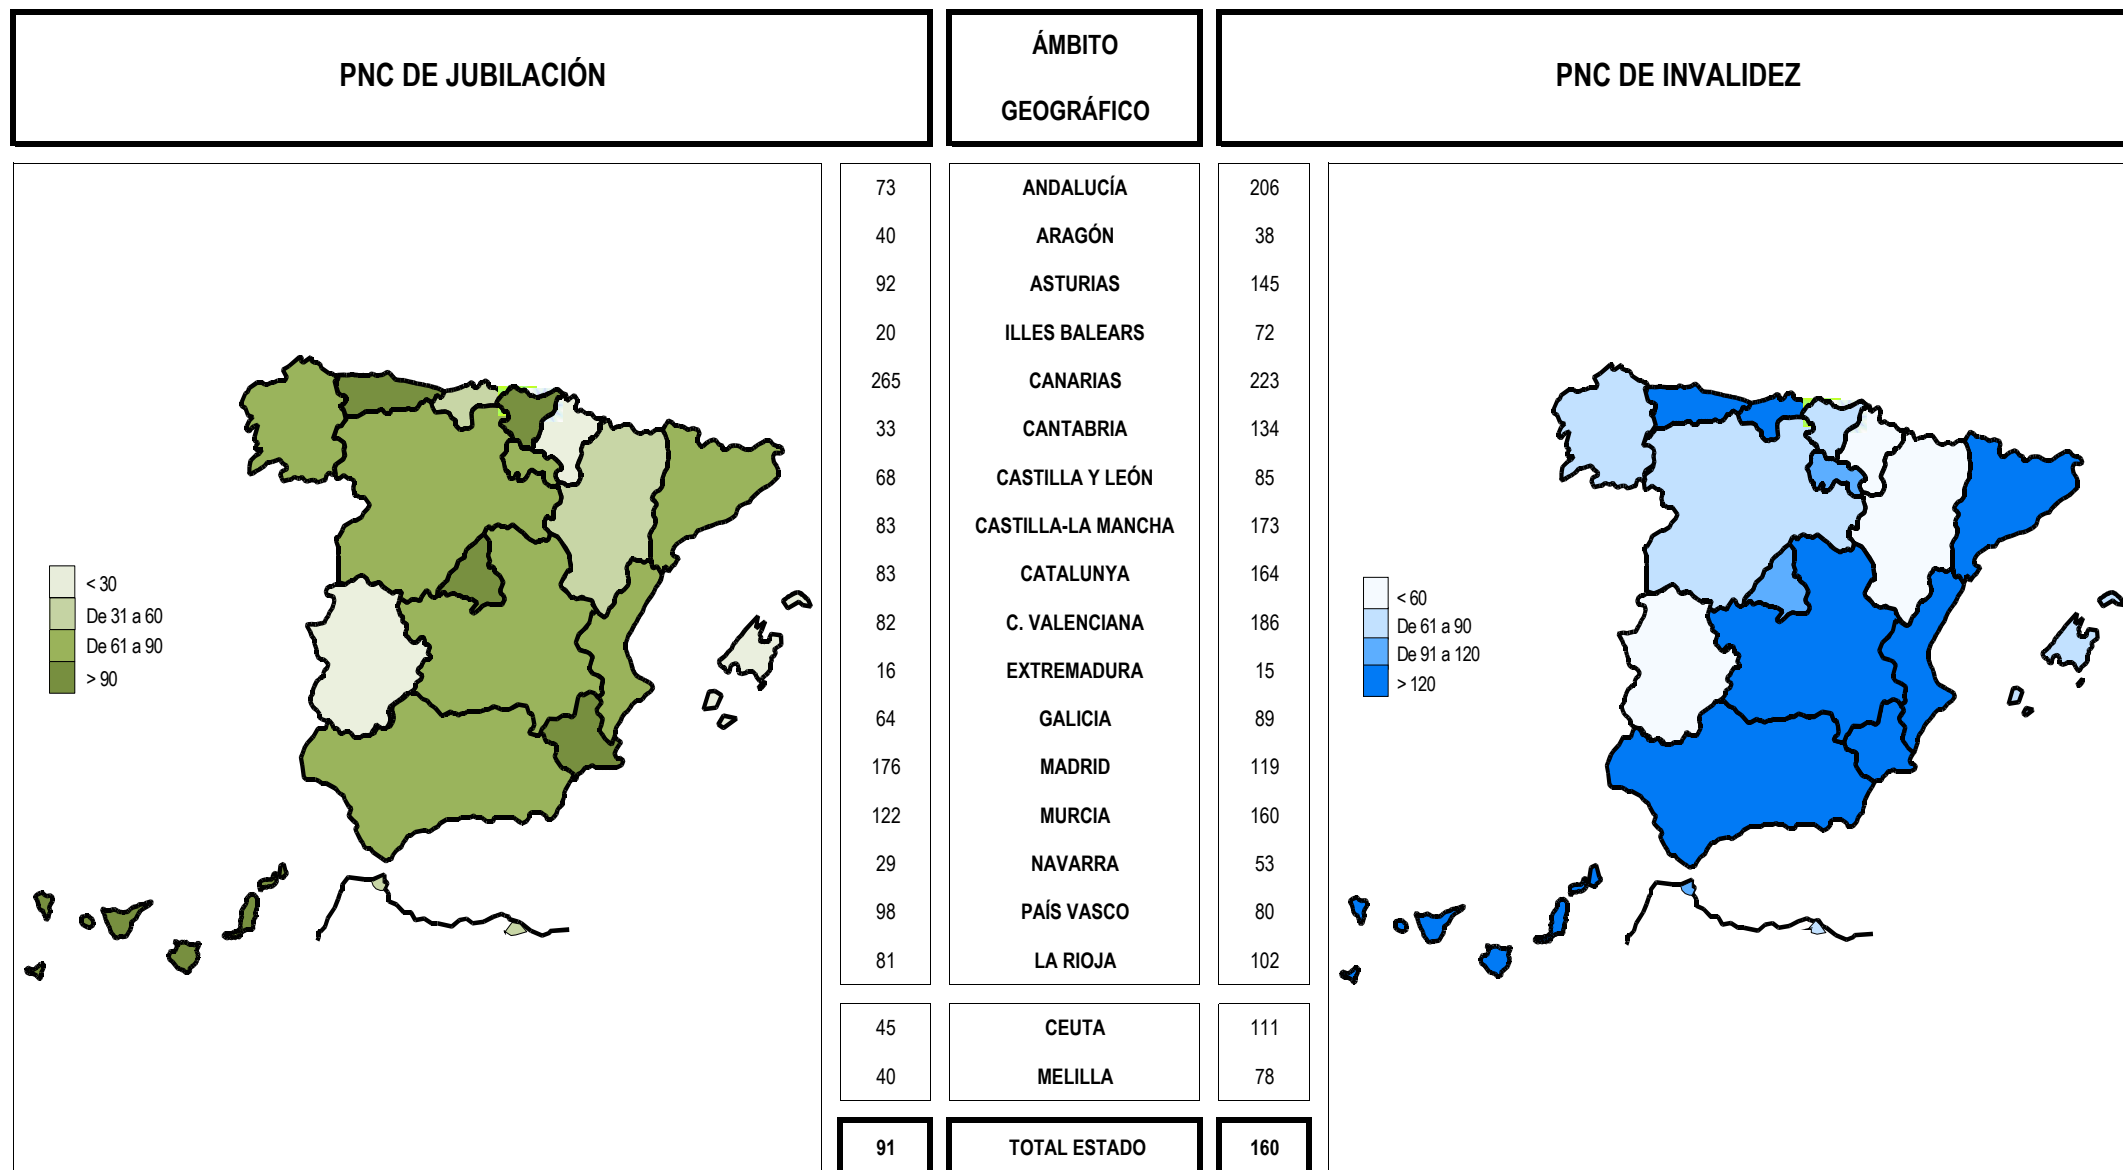 PNC DE JUBILACIÓN
ÁMBITO
GEOGRÁFICO
PNC DE INVALIDEZ
73 ANDALUCÍA 206
40 ARAGÓN 38
92 ASTURIAS 145
20 ILLES BALEARS 72
265 CANARIAS 223
33 CANTABRIA 134
68 CASTILLA Y LEÓN 85
83 CASTILLA-LA MANCHA 173
83 CATALUNYA 164
82 C. VALENCIANA 186
16 EXTREMADURA 15
64 GALICIA 89
176 MADRID 119
122 MURCIA 160
29 NAVARRA 53
98 PAÍS VASCO 80
81 LA RIOJA 102
45 CEUTA 111
40 MELILLA 78
91 TOTAL ESTADO 160
< 30
De 31 a 60
De 61 a 90
> 90
< 60
De 61 a 90
De 91 a 120
> 120